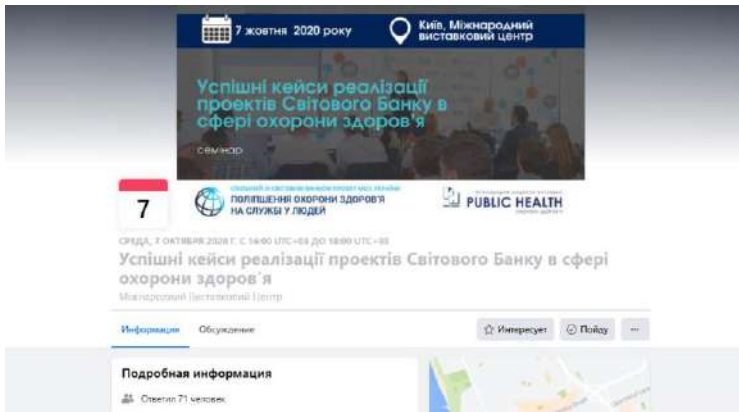 7 жовтня 2020 року
Київ, Міжнародний
виставковий центр
Успішні кейси реалізації
проектів Світового Банку в
сфері охорони здоров'я
семінар
7
ПОЛІПШЕННЯ ОХОРОНИ ЗДОРОВ'Я
НА СЛУЖБІ У ЛЮДЕЙ
PUBLIC HEALTH
СРЕДА, 7 ОКТЯБРЯ 2020 Г. С 14:00 UTC+03 ДО 18:00 UTC+03
Успішні кейси реалізації проектів Світового Банку в сфері
охорони здоров`я
Міжнародний Виставковий Центр
Информация
Обсуждение
Интересует
Пойду
Подробная информация
Ответил 71 человек